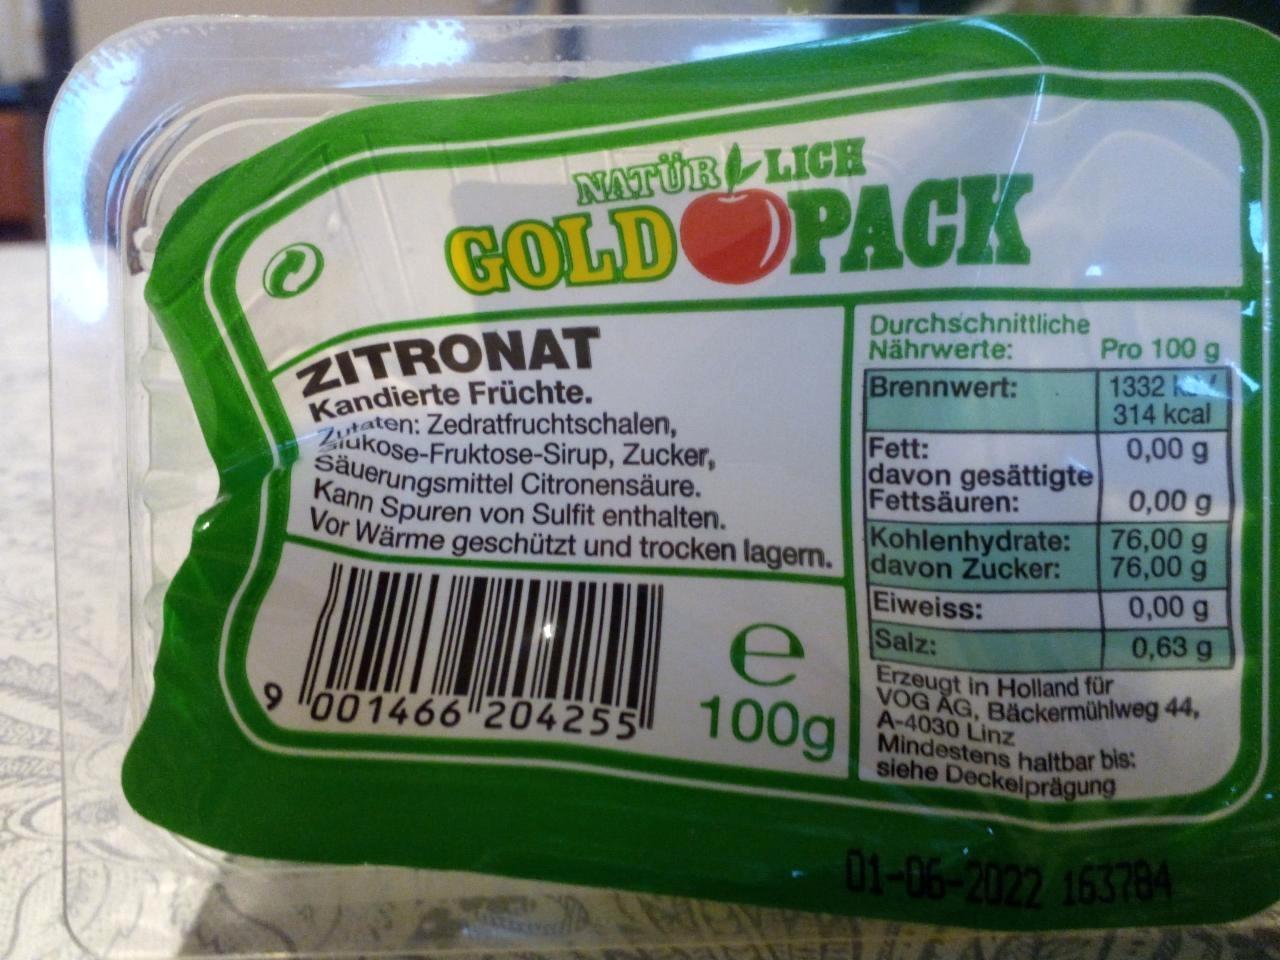 NATÜRLICH
GOLD PACK
ZITRONAT
Kandierte Früchte.
Zutaten: Zedratfruchtschalen,
Glukose-Fruktose-Sirup, Zucker,
Säuerungsmittel Citronensäure.
Kann Spuren von Sulfit enthalten.
Vor Wärme geschützt und trocken lagern.
9 001466 204255
e
100g
Durchschnittliche
Nährwerte: Pro 100 g
Brennwert: 1332
314 kcal
Fett: 0,00 g
davon gesättigte
Fettsäuren: 0,00 g
Kohlenhydrate: 76,00 g
davon Zucker: 76,00 g
Eiweiss: 0,00 g
Salz: 0,63 g
Erzeugt in Holland für
VOG AG, Bäckermühlweg 44,
A-4030 Linz
Mindestens haltbar bis:
siehe Deckelprägung
01-06-2022 163784